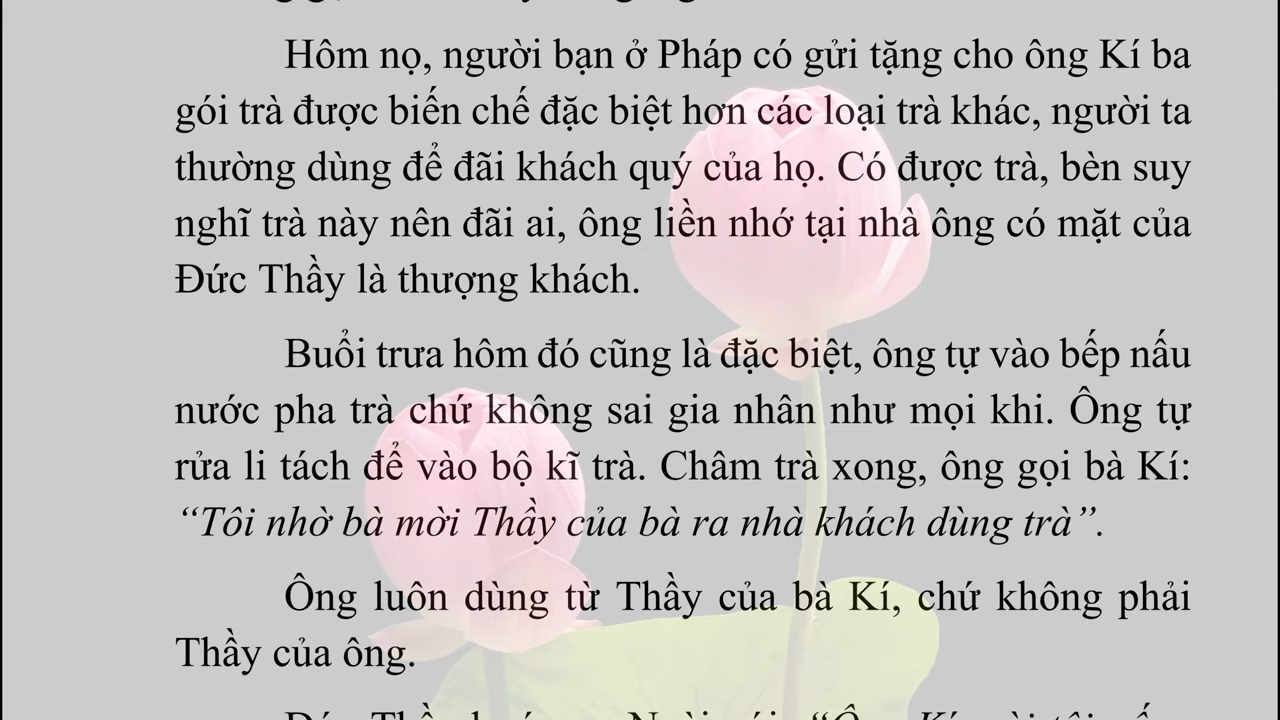 Hôm nọ, người bạn ở Pháp có gửi tặng cho ông Kí ba
gói trà được biến chế đặc biệt hơn các loại trà khác, người ta
thường dùng để đãi khách quý của họ. Có được trà, bèn suy
nghĩ trà này nên đãi ai, ông liền nhớ tại nhà ông có mặt của
Đức Thầy là thượng khách.
Buổi trưa hôm đó cũng là đặc biệt, ông tự vào bếp nấu
nước pha trà chứ không sai gia nhân như mọi khi. Ông tự
rửa li tách để vào bộ kĩ trà. Châm trà xong, ông gọi bà Kí:
“Tôi nhờ bà mời Thầy của bà ra nhà khách dùng trà”.
Ông luôn dùng từ Thầy của bà Kí, chứ không phải
Thầy của ông.